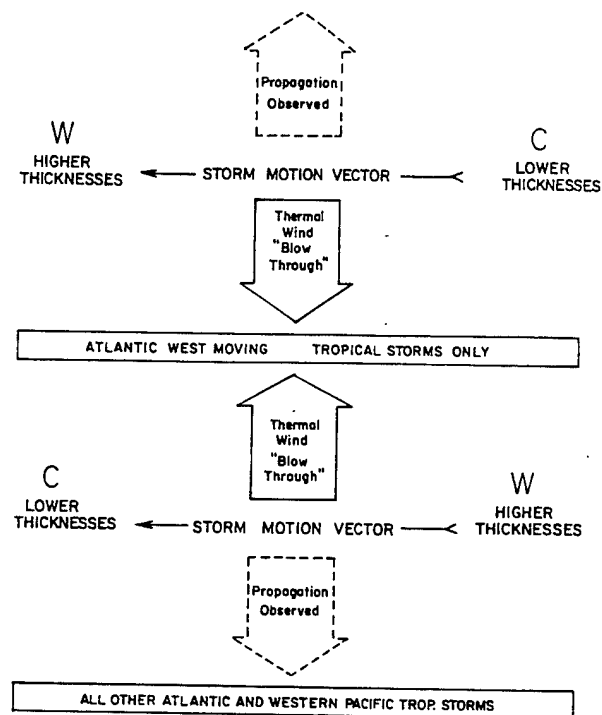 Propagation
Observed
W
HIGHER
THICKNESSES
STORM MOTION VECTOR
C
LOWER
THICKNESSES
Thermal
Wind
"Blow
Through"
ATLANTIC WEST MOVING TROPICAL STORMS ONLY
Thermal
Wind
"Blow
Through"
C
LOWER
THICKNESSES
STORM MOTION VECTOR
W
HIGHER
THICKNESSES
Propagation
Observed
ALL OTHER ATLANTIC AND WESTERN PACIFIC TROP. STORMS